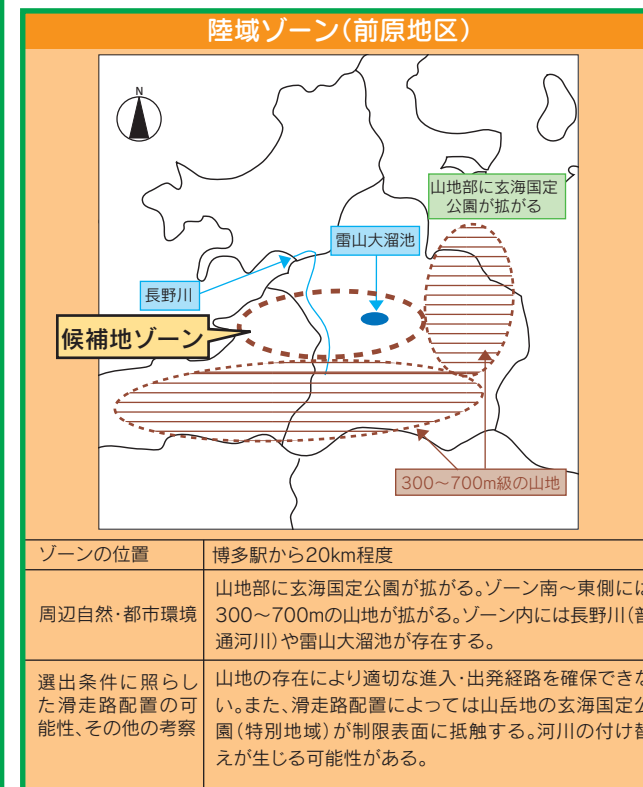 陸域ゾーン(前原地区)
N
山地部に玄海国定
公園が拡がる
雷山大溜池
長野川
候補地ゾーン
300～700m級の山地
ゾーンの位置
博多駅から20km程度
周辺自然･都市環境
山地部に玄海国定公園が拡がる。ゾーン南～東側には
300～700mの山地が拡がる。ゾーン内には長野川(普
通河川)や雷山大溜池が存在する。
選出条件に照らし
た滑走路配置の可
能性､その他の考察
山地の存在により適切な進入･出発経路を確保できな
い。また､滑走路配置によっては山岳地の玄海国定公
園(特別地域)が制限表面に抵触する。河川の付け替
えが生じる可能性がある。